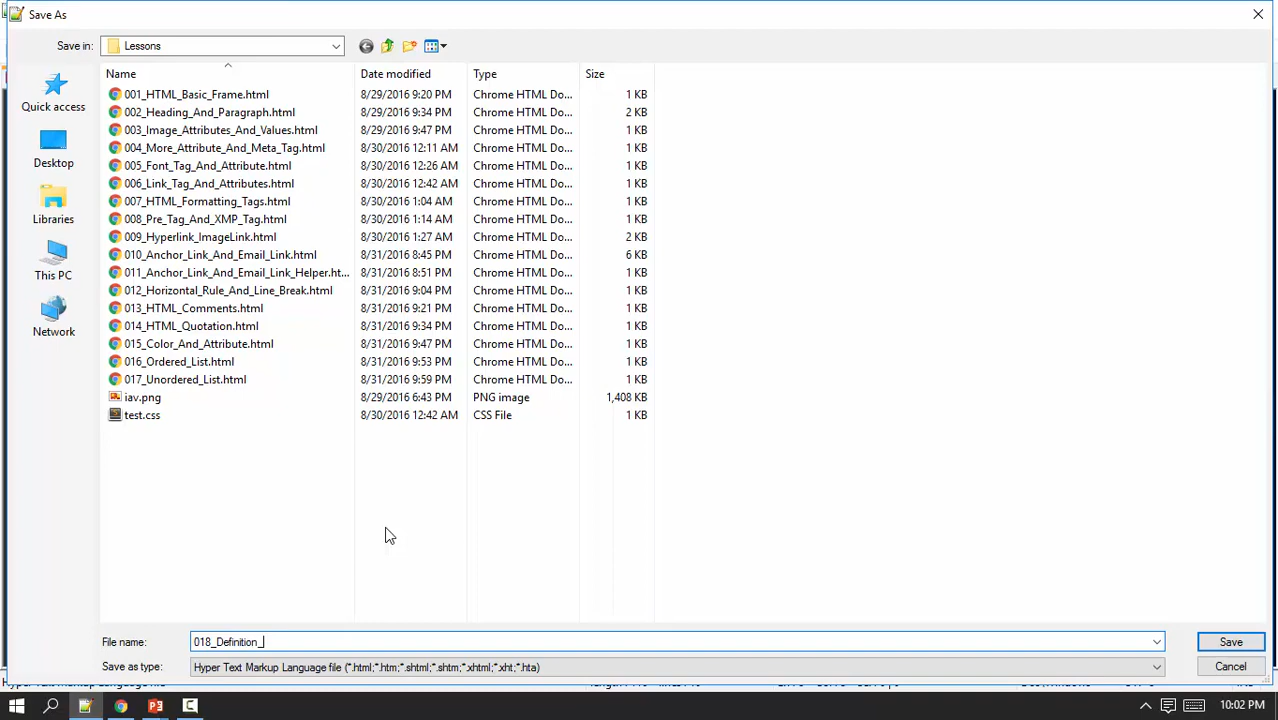 Save As
Save in: Lessons
Name Date modified Type Size
001_HTML_Basic_Frame.html 8/29/2016 9:20 PM Chrome HTML Do... 1 KB
002_Heading_And_Paragraph.html 8/29/2016 9:34 PM Chrome HTML Do... 2 KB
003_Image_Attributes_And_Values.html 8/29/2016 9:47 PM Chrome HTML Do... 1 KB
004_More_Attribute_And_Meta_Tag.html 8/30/2016 12:11 AM Chrome HTML Do... 1 KB
005_Font_Tag_And_Attribute.html 8/30/2016 12:26 AM Chrome HTML Do... 1 KB
006_Link_Tag_And_Attributes.html 8/30/2016 12:42 AM Chrome HTML Do... 1 KB
007_HTML_Formatting_Tags.html 8/30/2016 1:04 AM Chrome HTML Do... 1 KB
008_Pre_Tag_And_XMP_Tag.html 8/30/2016 1:14 AM Chrome HTML Do... 1 KB
009_Hyperlink_ImageLink.html 8/30/2016 1:27 AM Chrome HTML Do... 2 KB
010_Anchor_Link_And_Email_Link.html 8/31/2016 8:45 PM Chrome HTML Do... 6 KB
011_Anchor_Link_And_Email_Link_Helper.ht... 8/31/2016 8:51 PM Chrome HTML Do... 1 KB
012_Horizontal_Rule_And_Line_Break.html 8/31/2016 9:04 PM Chrome HTML Do... 1 KB
013_HTML_Comments.html 8/31/2016 9:21 PM Chrome HTML Do... 1 KB
014_HTML_Quotation.html 8/31/2016 9:34 PM Chrome HTML Do... 1 KB
015_Color_And_Attribute.html 8/31/2016 9:47 PM Chrome HTML Do... 1 KB
016_Ordered_List.html 8/31/2016 9:53 PM Chrome HTML Do... 1 KB
017_Unordered_List.html 8/31/2016 9:59 PM Chrome HTML Do... 1 KB
iav.png 8/29/2016 6:43 PM PNG image 1,408 KB
test.css 8/30/2016 12:42 AM CSS File 1 KB
Quick access
Desktop
Libraries
This PC
Network
File name: 018_Definition_ Save
Save as type: Hyper Text Markup Language file (*.html;*.htm;*.shtml;*.shtm;*.xhtml;*.xht;*.hta) Cancel
10:02 PM